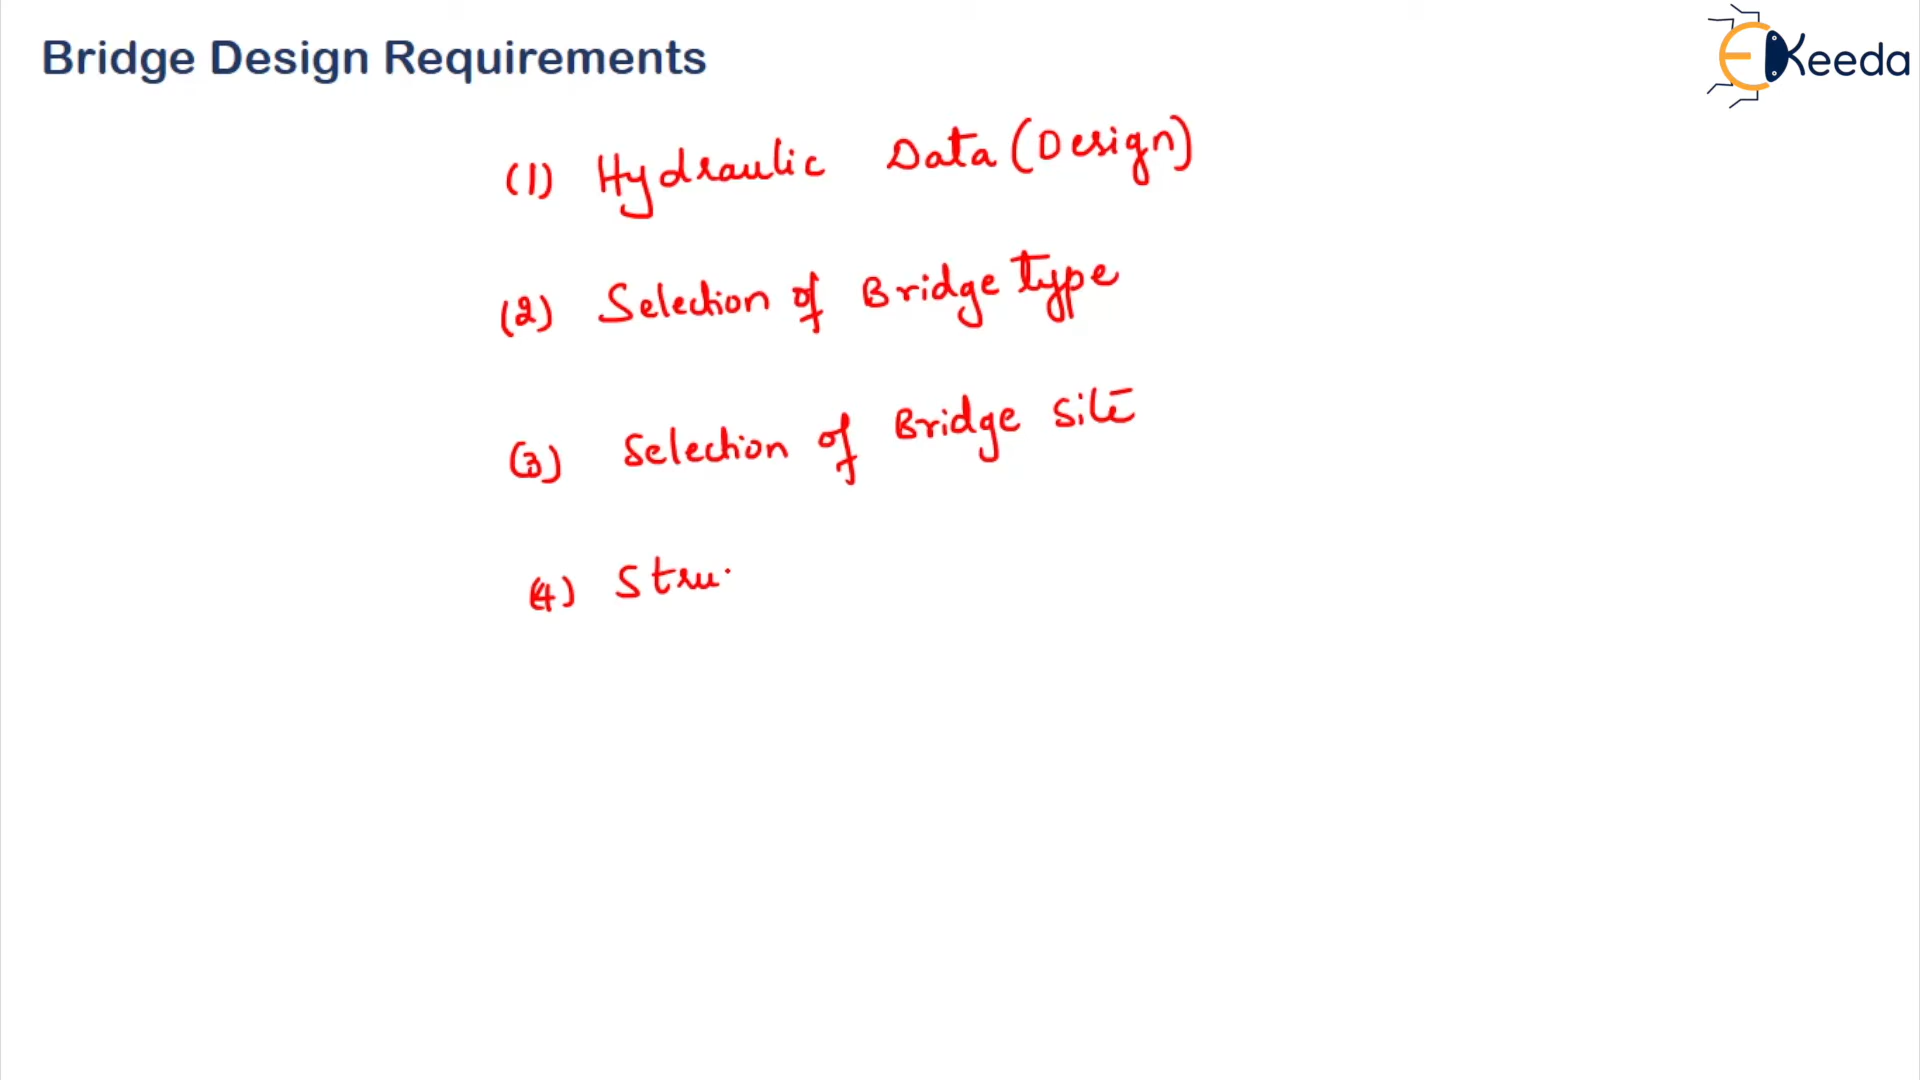 Bridge Design Requirements
EKeeda
(1) Hydraulic Data (Design)
(2) Selection of Bridge type
(3) Selection of Bridge site
(4) Stru